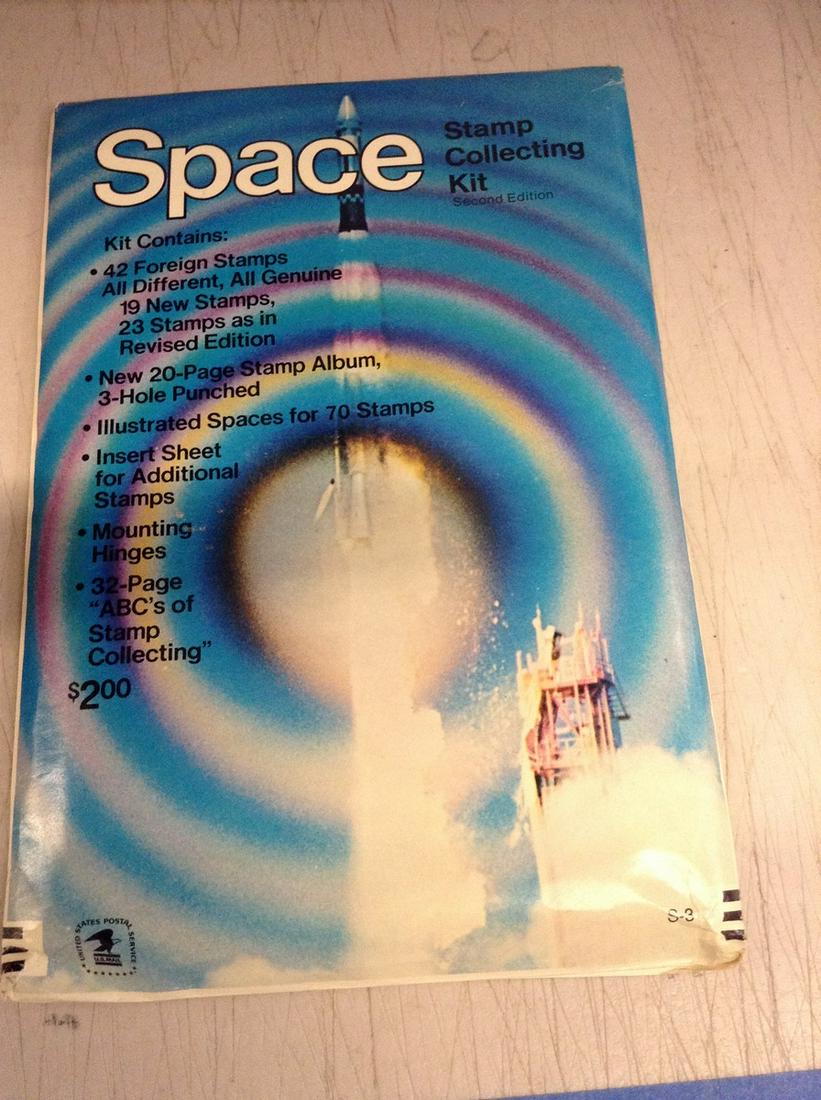 Space
Stamp
Collecting
Kit
Second Edition
Kit Contains:
• 42 Foreign Stamps
All Different, All Genuine
19 New Stamps,
23 Stamps as in
Revised Edition
• New 20-Page Stamp Album,
3-Hole Punched
• Illustrated Spaces for 70 Stamps
• Insert Sheet
for Additional
Stamps
• Mounting
Hinges
• 32-Page
“ABC’s of
Stamp
Collecting”
$2.00
UNITED STATES POSTAL SERVICE
U.S. MAIL
S-3